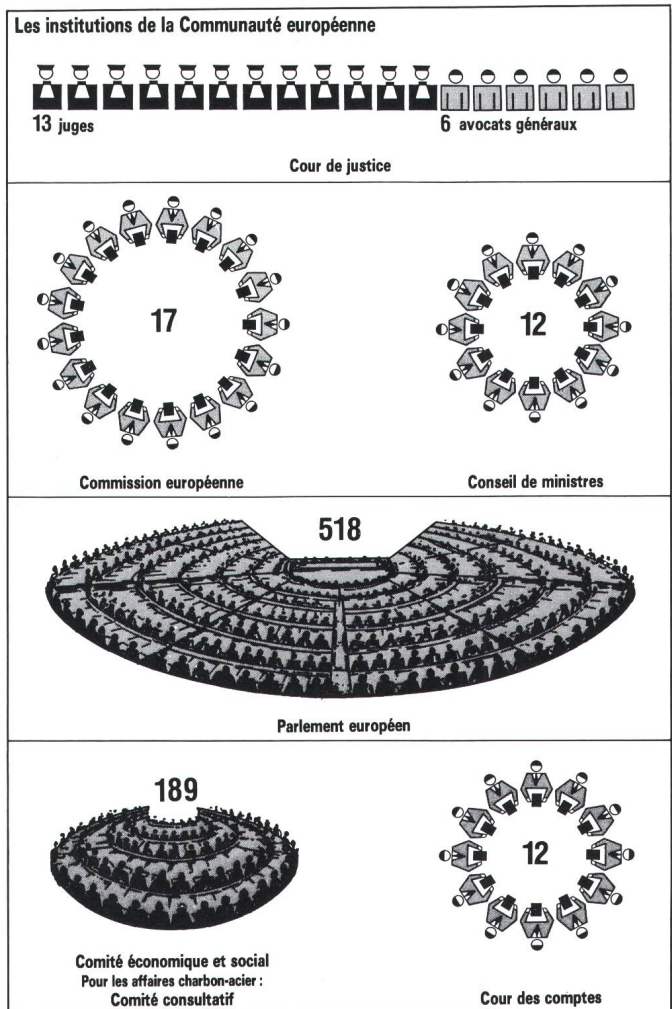 Les institutions de la Communauté européenne
13 juges
6 avocats généraux
Cour de justice
17
12
Commission européenne
Conseil de ministres
518
Parlement européen
189
12
Comité économique et social
Pour les affaires charbon-acier :
Comité consultatif
Cour des comptes